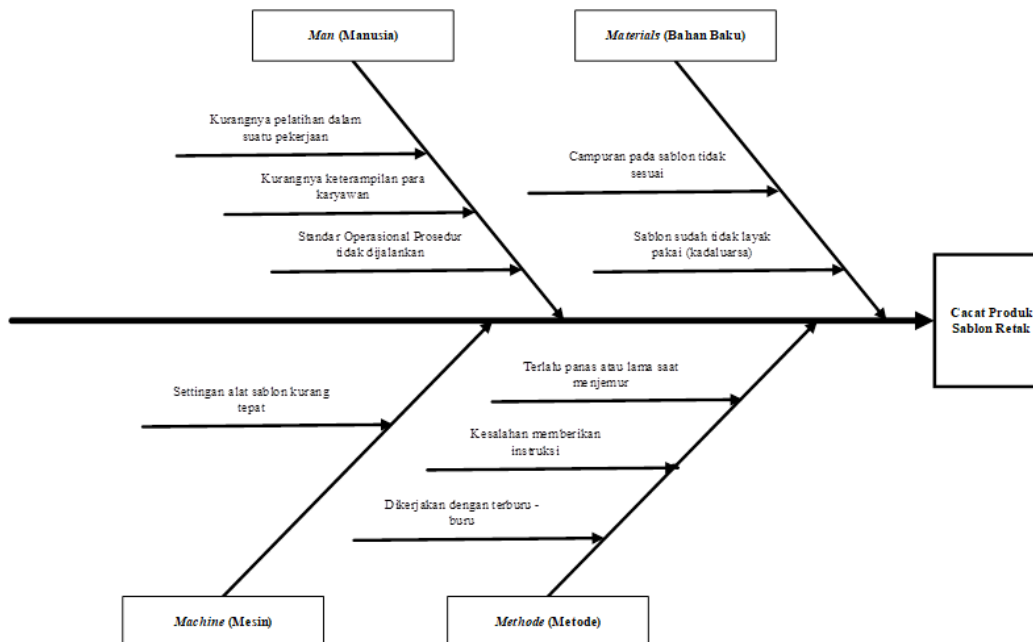 Man (Manusia)
Materials (Bahan Baku)
Kurangnya pelatihan dalam
suatu pekerjaan
Kurangnya keterampilan para
karyawan
Standar Operasional Prosedur
tidak dijalankan
Campuran pada sablon tidak
sesuai
Sablon sudah tidak layak
pakai (kadaluarsa)
Cacat Produk
Sablon Retak
Settingan alat sablon kurang
tepat
Terlalu panas atau lama saat
menjemur
Kesalahan memberikan
instruksi
Dikerjakan dengan terburu -
buru
Machine (Mesin)
Methode (Metode)